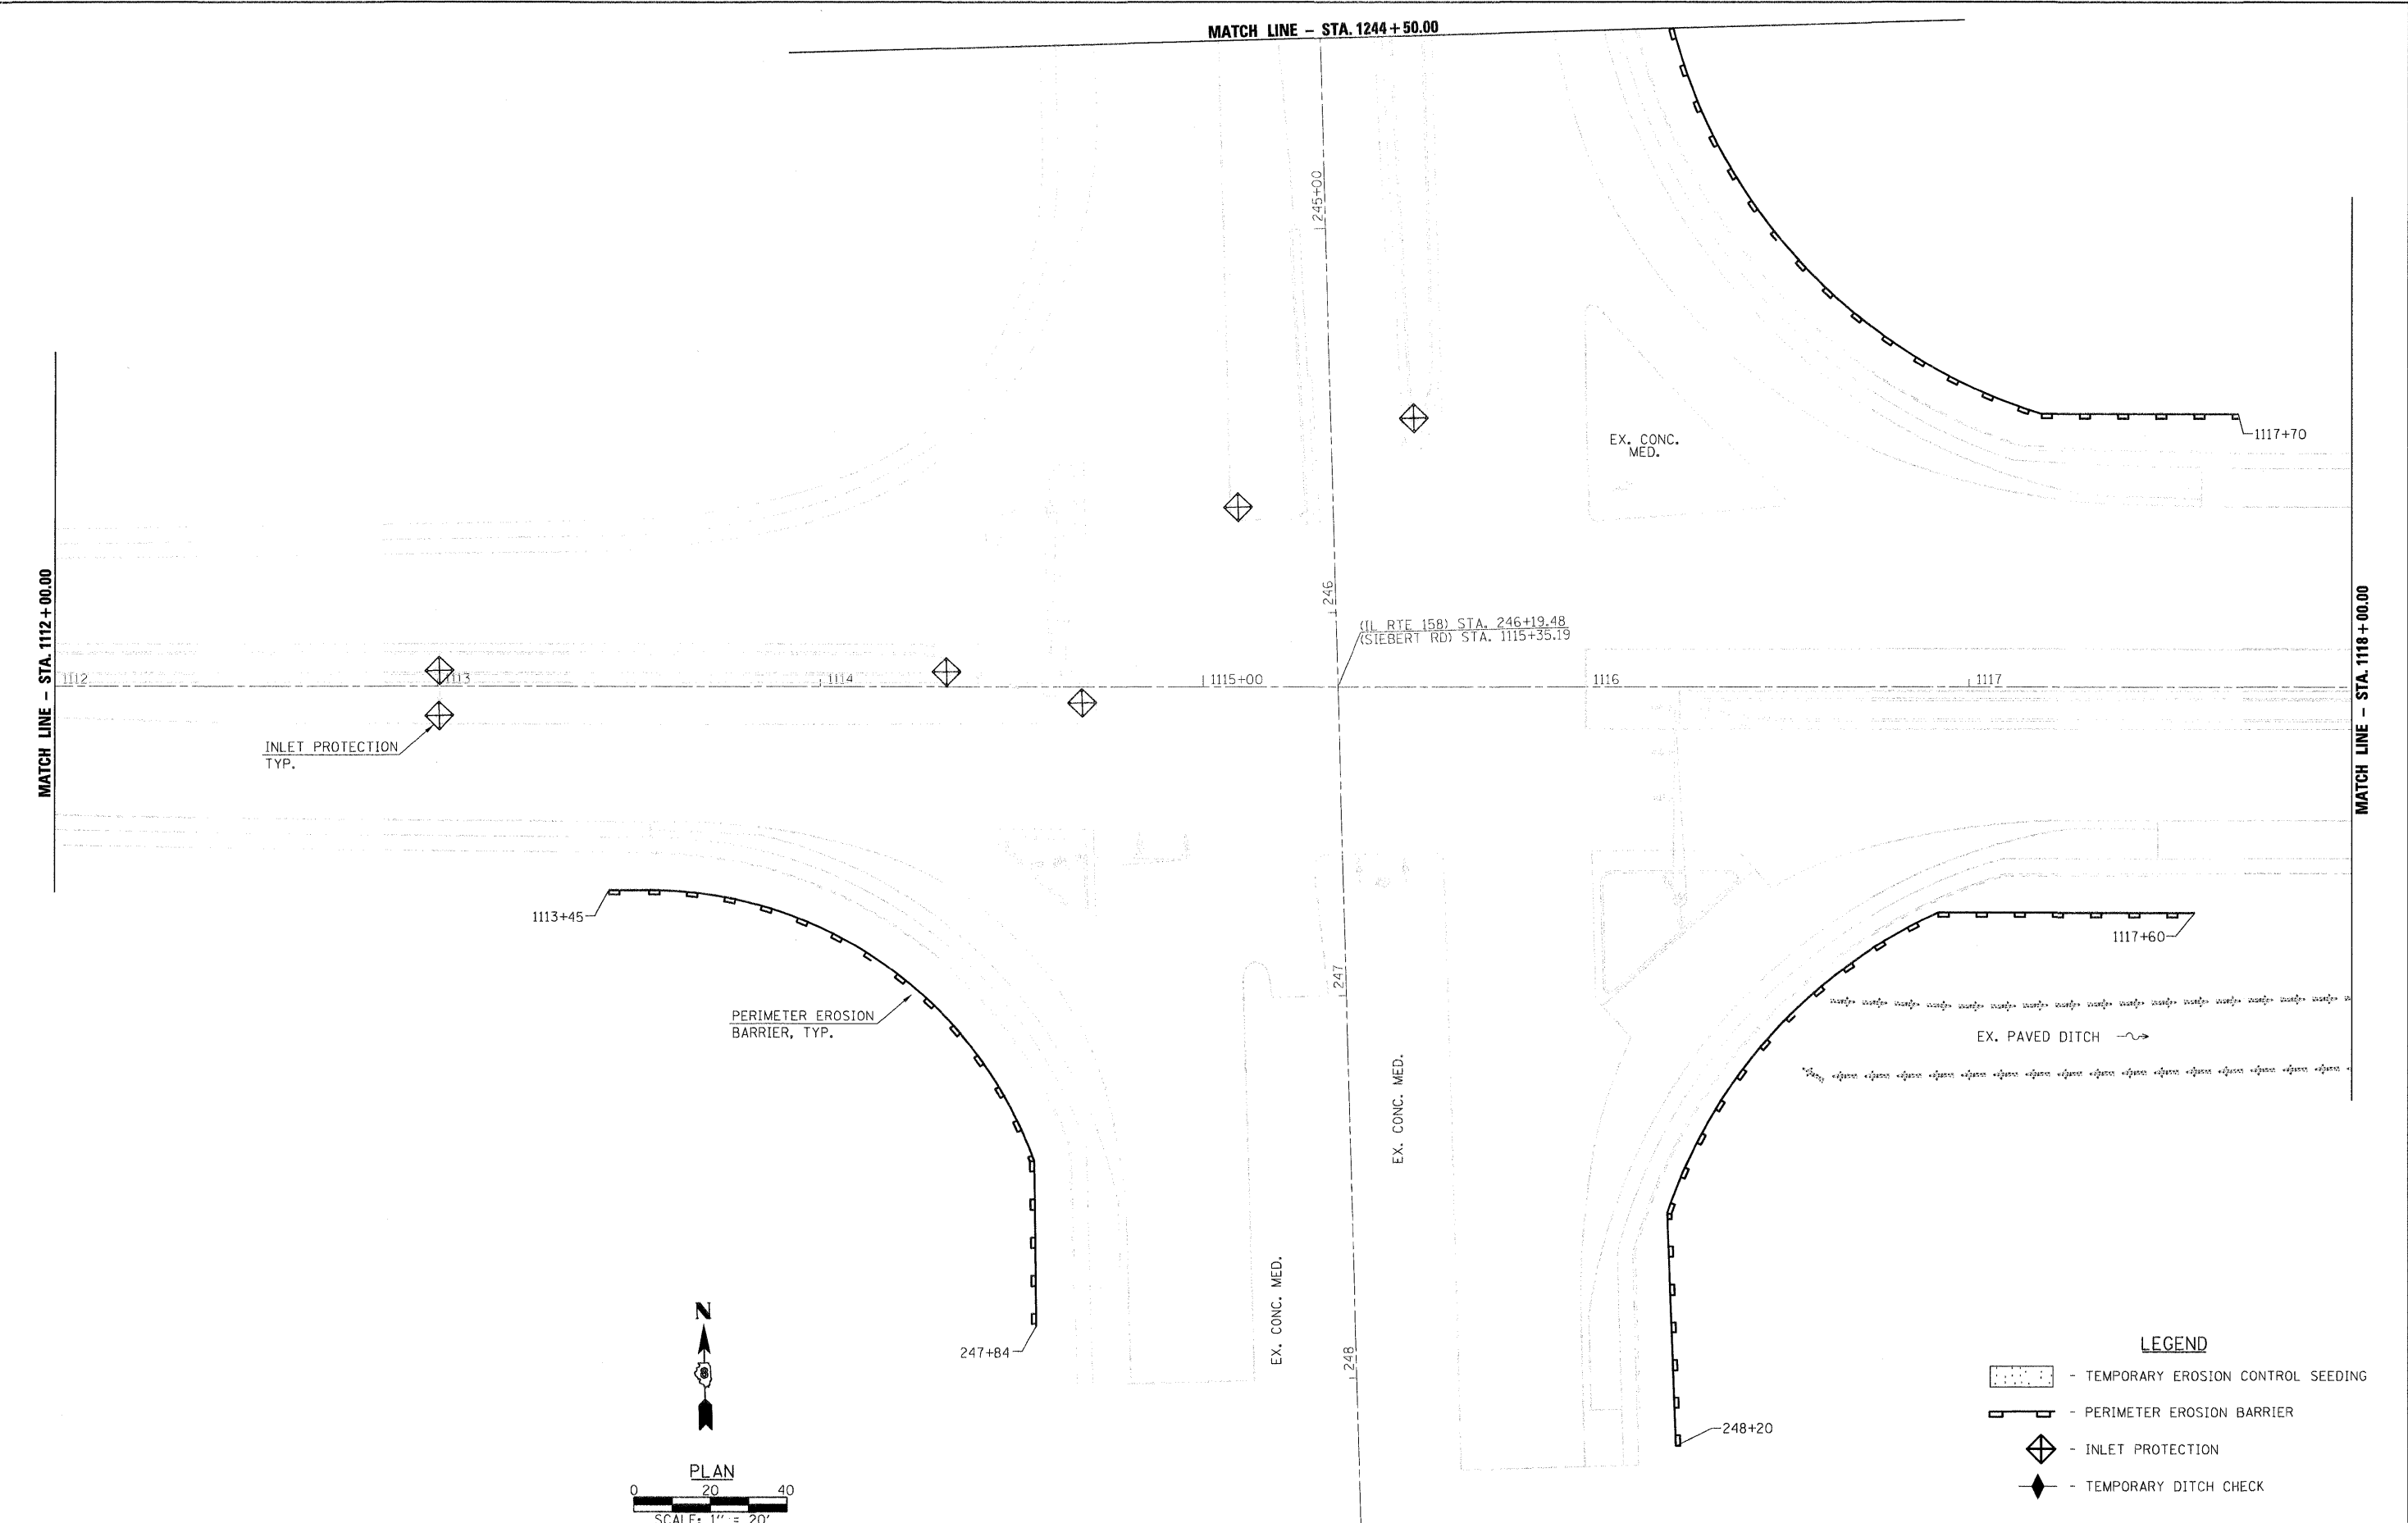 MATCH LINE - STA. 1244+50.00
245+00
1117+70
EX. CONC.
MED.
246
(IL RTE 158) STA. 246+19.48
(SIEBERT RD) STA. 1115+35.19
MATCH LINE - STA. 1112+00.00
MATCH LINE - STA. 1118+00.00
1112
1113
1114
1115+00
1116
1117
INLET PROTECTION
TYP.
1113+45
1117+60
247
PERIMETER EROSION
BARRIER, TYP.
EX. PAVED DITCH
EX. CONC. MED.
EX. CONC. MED.
247+84
248
248+20
N
PLAN
0 20 40
SCALE: 1" = 20'
LEGEND
- TEMPORARY EROSION CONTROL SEEDING
- PERIMETER EROSION BARRIER
- INLET PROTECTION
- TEMPORARY DITCH CHECK